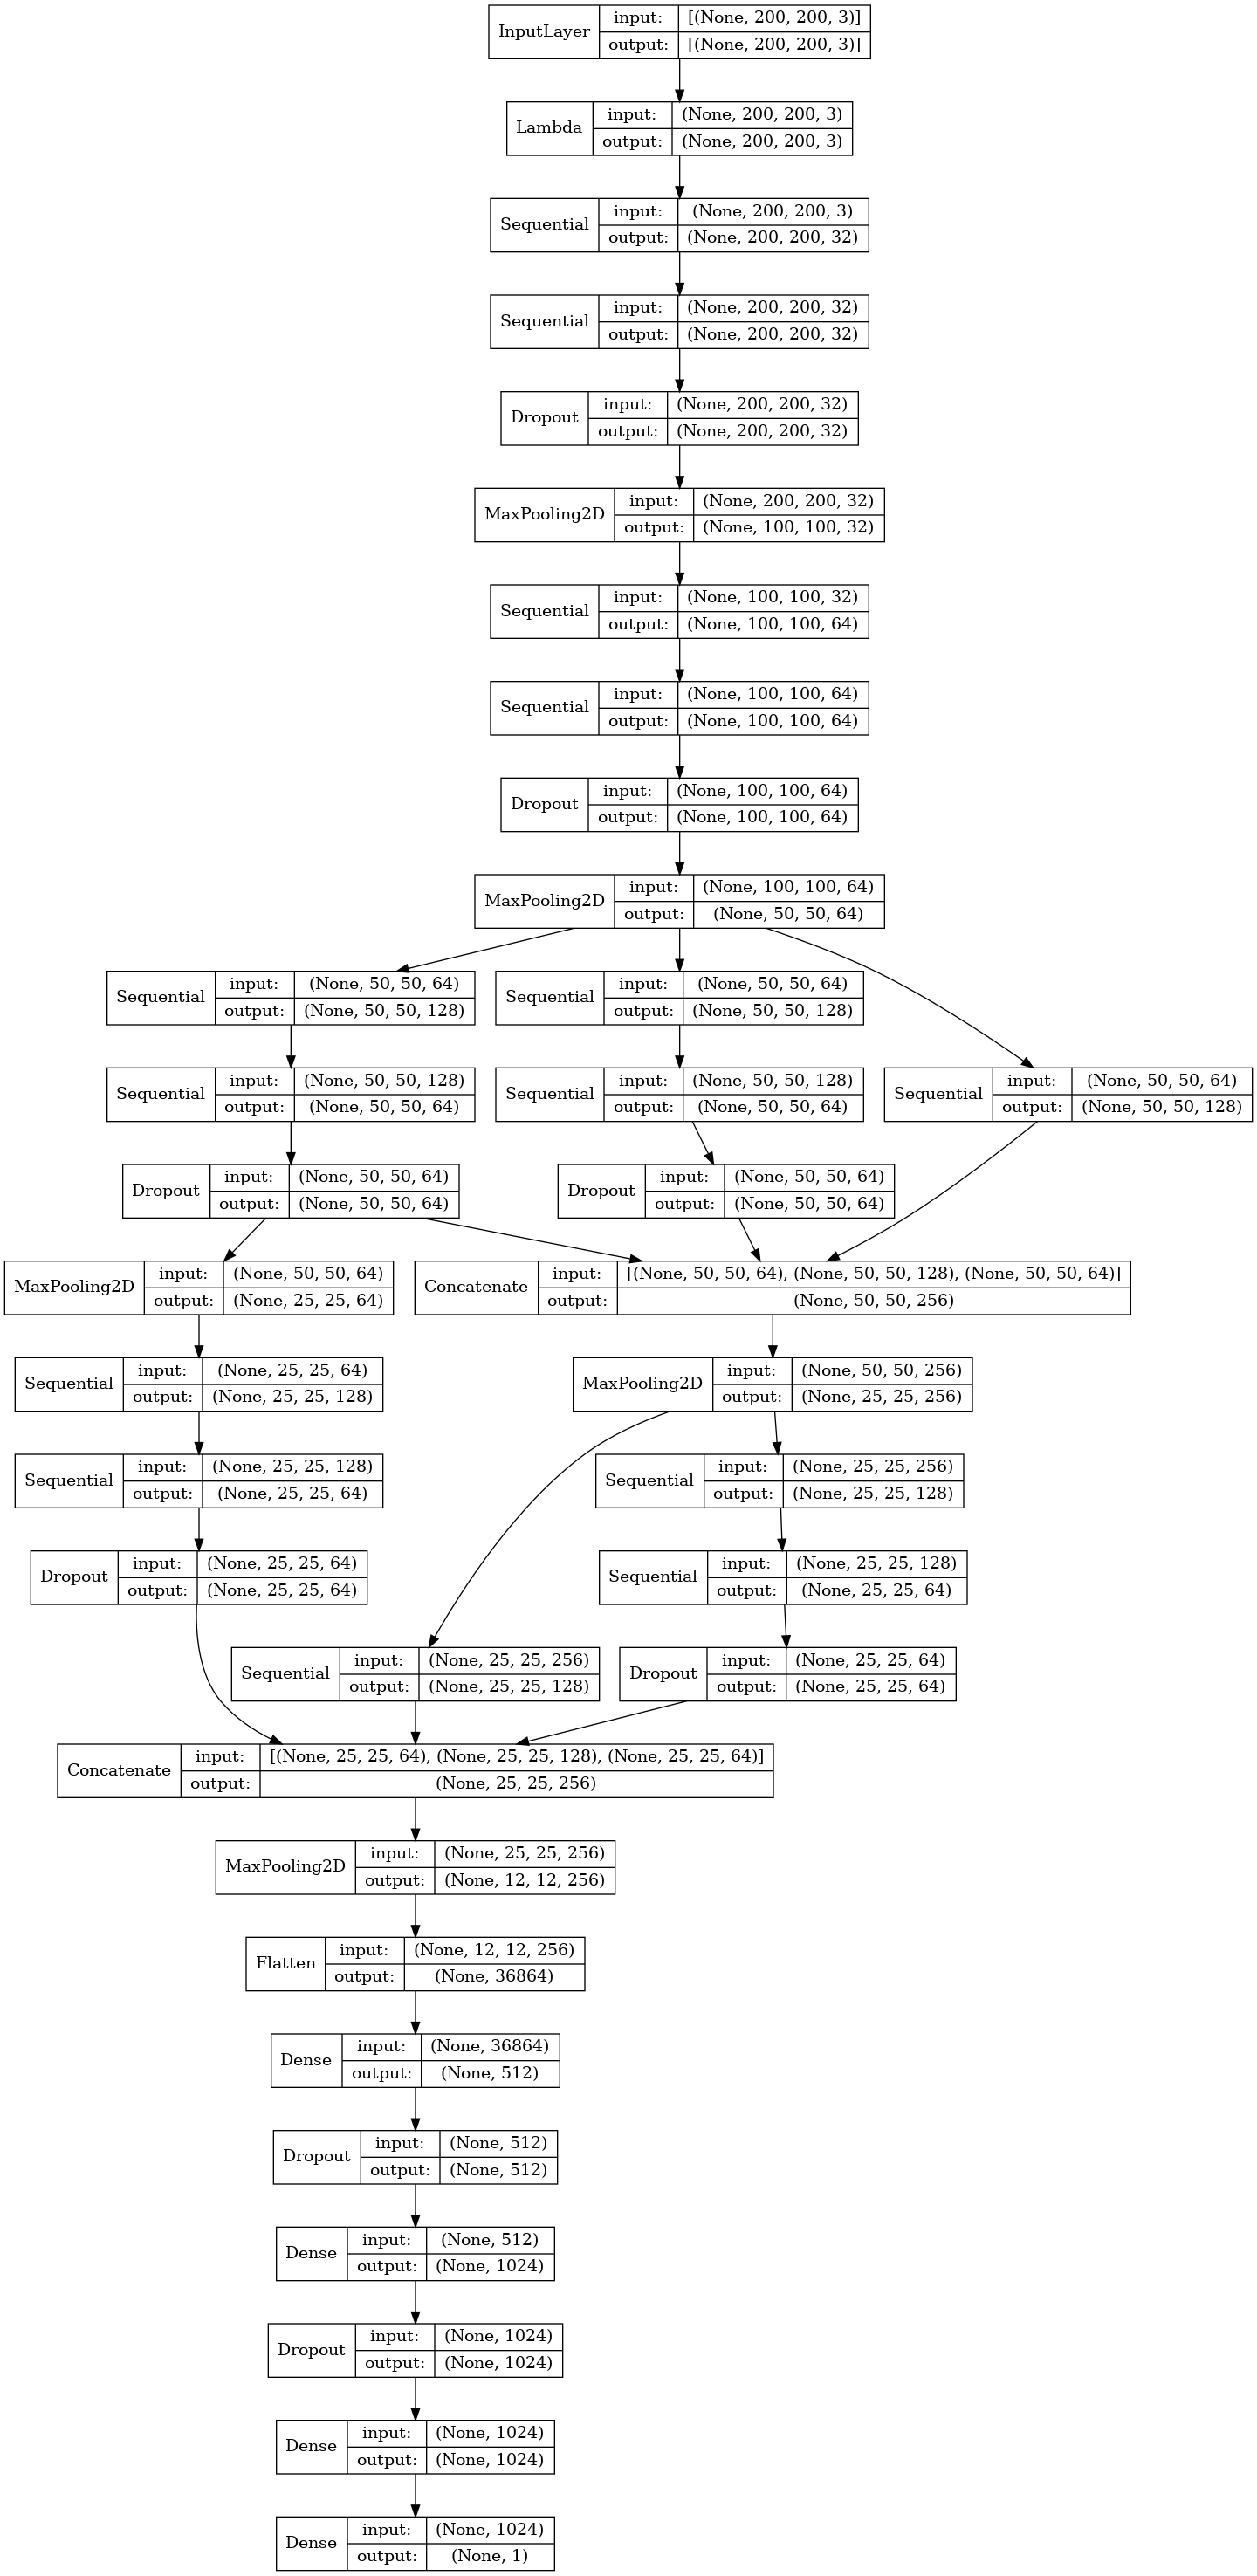 InputLayer input: [(None, 200, 200, 3)]
output: [(None, 200, 200, 3)]
Lambda input: (None, 200, 200, 3)
output: (None, 200, 200, 3)
Sequential input: (None, 200, 200, 3)
output: (None, 200, 200, 32)
Sequential input: (None, 200, 200, 32)
output: (None, 200, 200, 32)
Dropout input: (None, 200, 200, 32)
output: (None, 200, 200, 32)
MaxPooling2D input: (None, 200, 200, 32)
output: (None, 100, 100, 32)
Sequential input: (None, 100, 100, 32)
output: (None, 100, 100, 64)
Sequential input: (None, 100, 100, 64)
output: (None, 100, 100, 64)
Dropout input: (None, 100, 100, 64)
output: (None, 100, 100, 64)
MaxPooling2D input: (None, 100, 100, 64)
output: (None, 50, 50, 64)
Sequential input: (None, 50, 50, 64)
output: (None, 50, 50, 128)
Sequential input: (None, 50, 50, 64)
output: (None, 50, 50, 128)
Sequential input: (None, 50, 50, 128)
output: (None, 50, 50, 64)
Sequential input: (None, 50, 50, 128)
output: (None, 50, 50, 64)
Sequential input: (None, 50, 50, 64)
output: (None, 50, 50, 128)
Dropout input: (None, 50, 50, 64)
output: (None, 50, 50, 64)
Dropout input: (None, 50, 50, 64)
output: (None, 50, 50, 64)
MaxPooling2D input: (None, 50, 50, 64)
output: (None, 25, 25, 64)
Concatenate input: [(None, 50, 50, 64), (None, 50, 50, 128), (None, 50, 50, 64)]
output: (None, 50, 50, 256)
Sequential input: (None, 25, 25, 64)
output: (None, 25, 25, 128)
MaxPooling2D input: (None, 50, 50, 256)
output: (None, 25, 25, 256)
Sequential input: (None, 25, 25, 128)
output: (None, 25, 25, 64)
Sequential input: (None, 25, 25, 256)
output: (None, 25, 25, 128)
Dropout input: (None, 25, 25, 64)
output: (None, 25, 25, 64)
Sequential input: (None, 25, 25, 128)
output: (None, 25, 25, 64)
Sequential input: (None, 25, 25, 256)
output: (None, 25, 25, 128)
Dropout input: (None, 25, 25, 64)
output: (None, 25, 25, 64)
Concatenate input: [(None, 25, 25, 64), (None, 25, 25, 128), (None, 25, 25, 64)]
output: (None, 25, 25, 256)
MaxPooling2D input: (None, 25, 25, 256)
output: (None, 12, 12, 256)
Flatten input: (None, 12, 12, 256)
output: (None, 36864)
Dense input: (None, 36864)
output: (None, 512)
Dropout input: (None, 512)
output: (None, 512)
Dense input: (None, 512)
output: (None, 1024)
Dropout input: (None, 1024)
output: (None, 1024)
Dense input: (None, 1024)
output: (None, 1024)
Dense input: (None, 1024)
output: (None, 1)